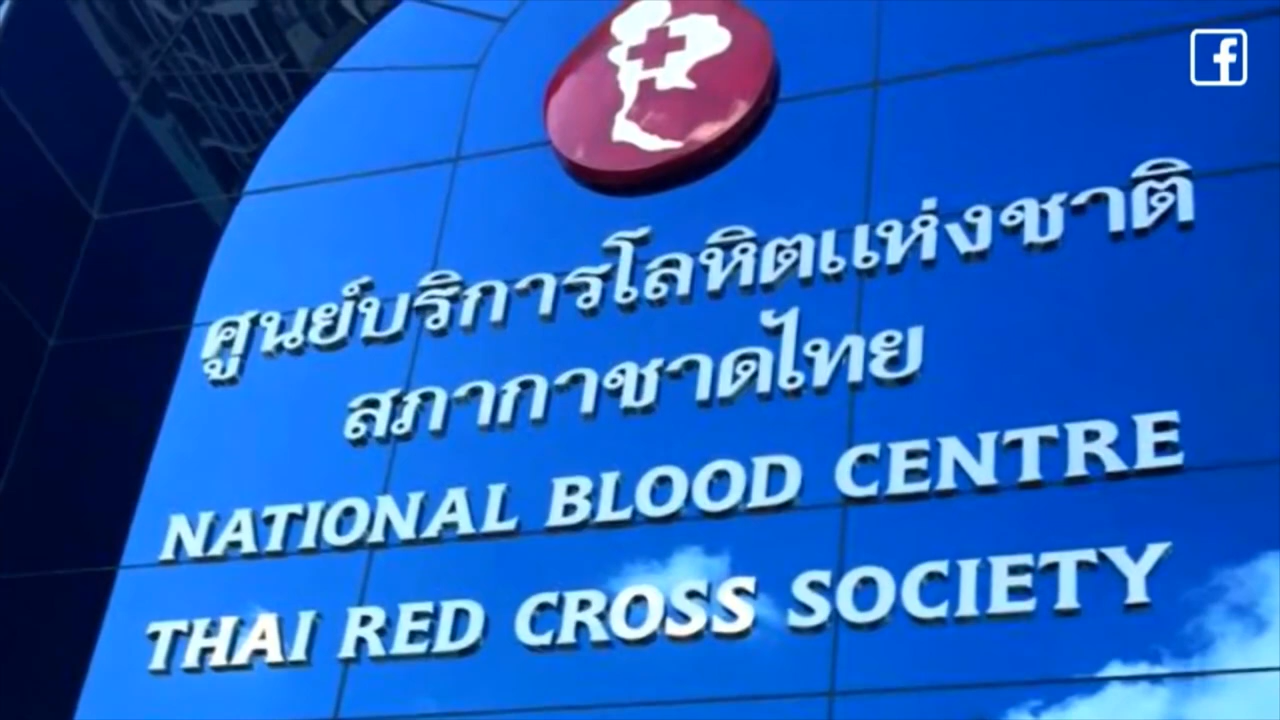 ศูนย์บริการโลหิตแห่งชาติ
สภากาชาดไทย
NATIONAL BLOOD CENTRE
THAI RED CROSS SOCIETY